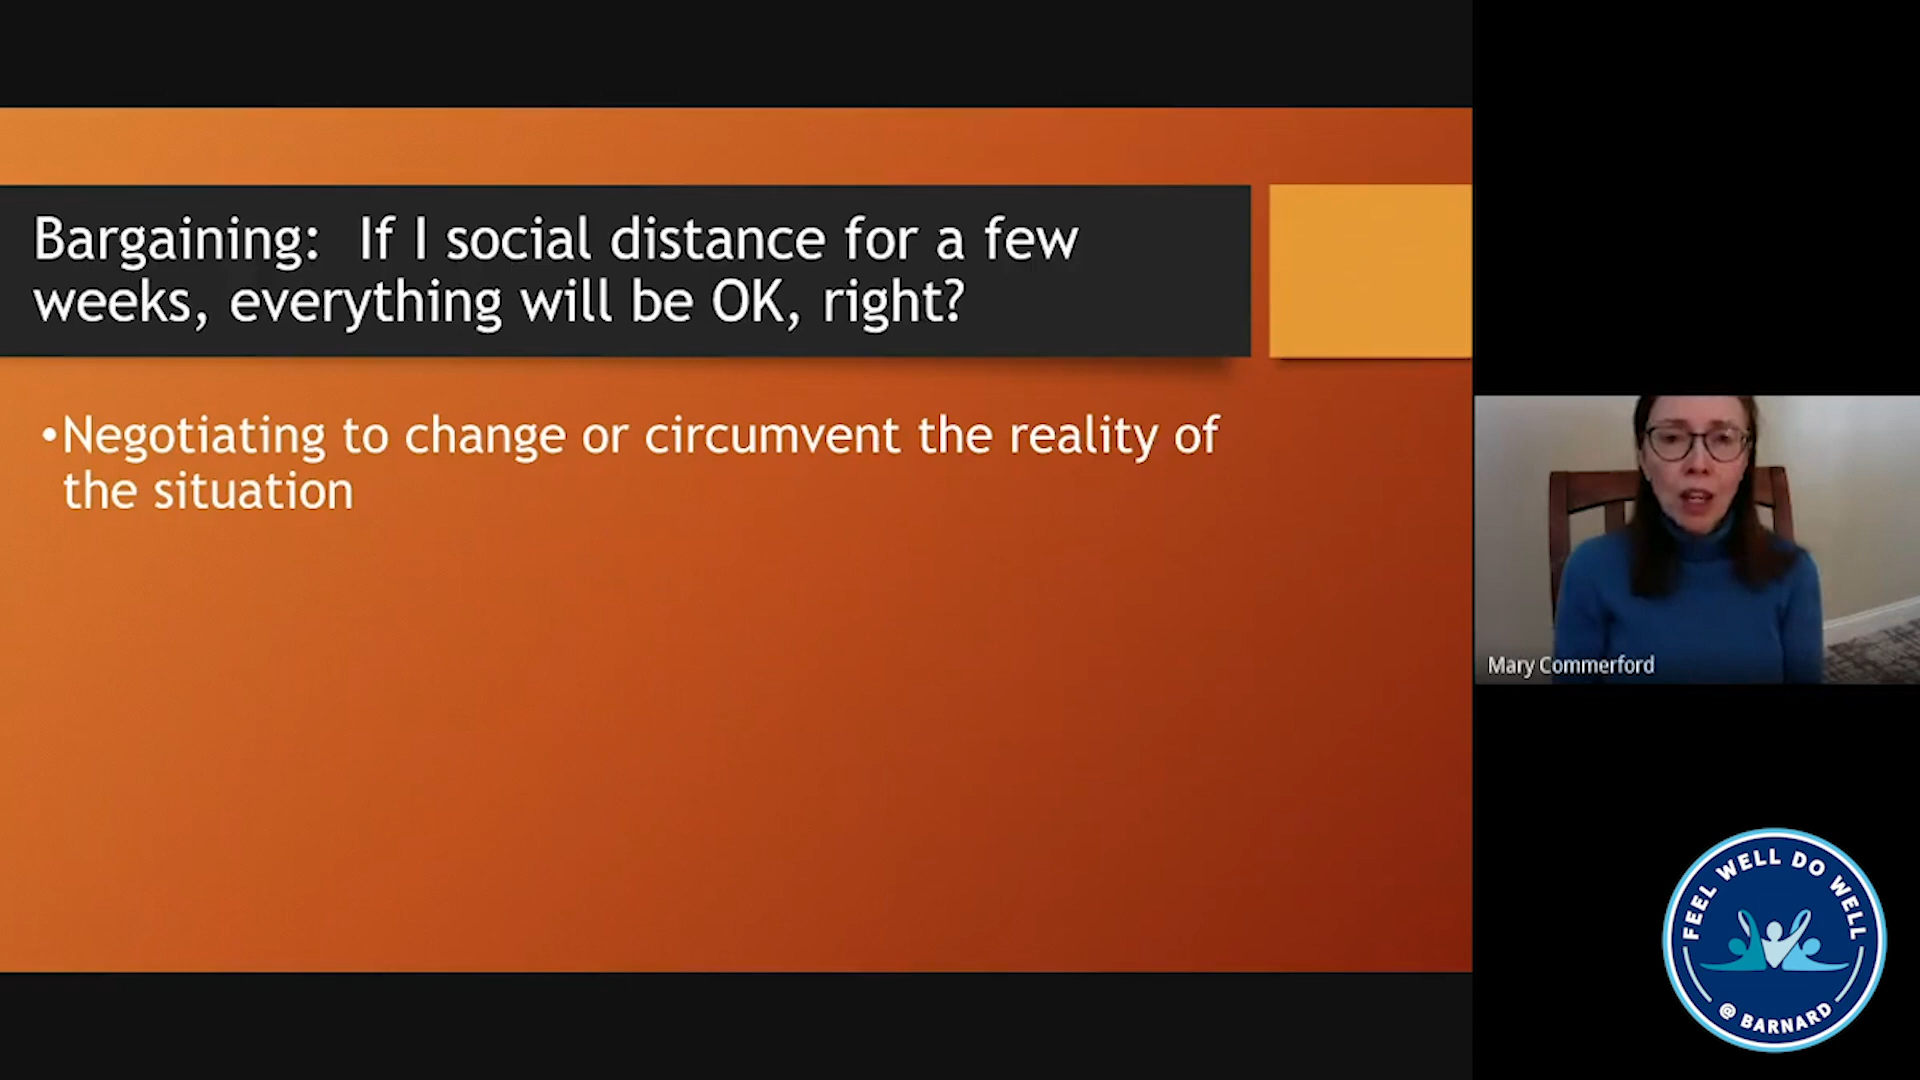 Bargaining: If I social distance for a few
weeks, everything will be OK, right?
•Negotiating to change or circumvent the reality of
the situation
Mary Commerford
FEEL WELL DO WELL
@ BARNARD